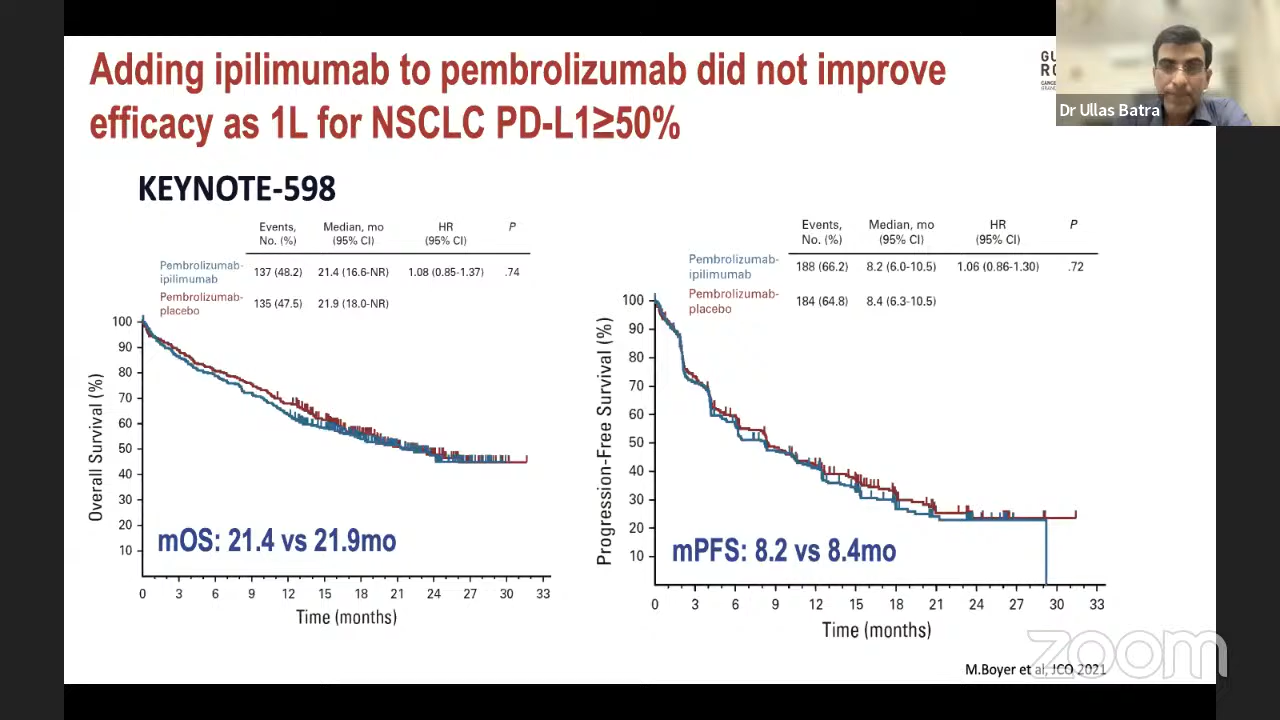 Adding ipilimumab to pembrolizumab did not improve
efficacy as 1L for NSCLC PD-L1≥50%
Dr Ullas Batra
KEYNOTE-598
Events, Median, mo HR P
No. (%) (95% CI) (95% CI)
Pembrolizumab-
ipilimumab
137 (48.2) 21.4 (16.6-NR) 1.08 (0.85-1.37) .74
Pembrolizumab-
placebo
135 (47.5) 21.9 (18.0-NR)
Overall Survival (%)
100
90
80
70
60
50
40
30
20
10
mOS: 21.4 vs 21.9mo
0 3 6 9 12 15 18 21 24 27 30 33
Time (months)
Events, Median, mo HR P
No. (%) (95% CI) (95% CI)
Pembrolizumab-
ipilimumab
188 (66.2) 8.2 (6.0-10.5) 1.06 (0.86-1.30) .72
Pembrolizumab-
placebo
184 (64.8) 8.4 (6.3-10.5)
Progression-Free Survival (%)
100
90
80
70
60
50
40
30
20
10
mPFS: 8.2 vs 8.4mo
0 3 6 9 12 15 18 21 24 27 30 33
Time (months)
zoom
M.Boyer et al, JCO 2021